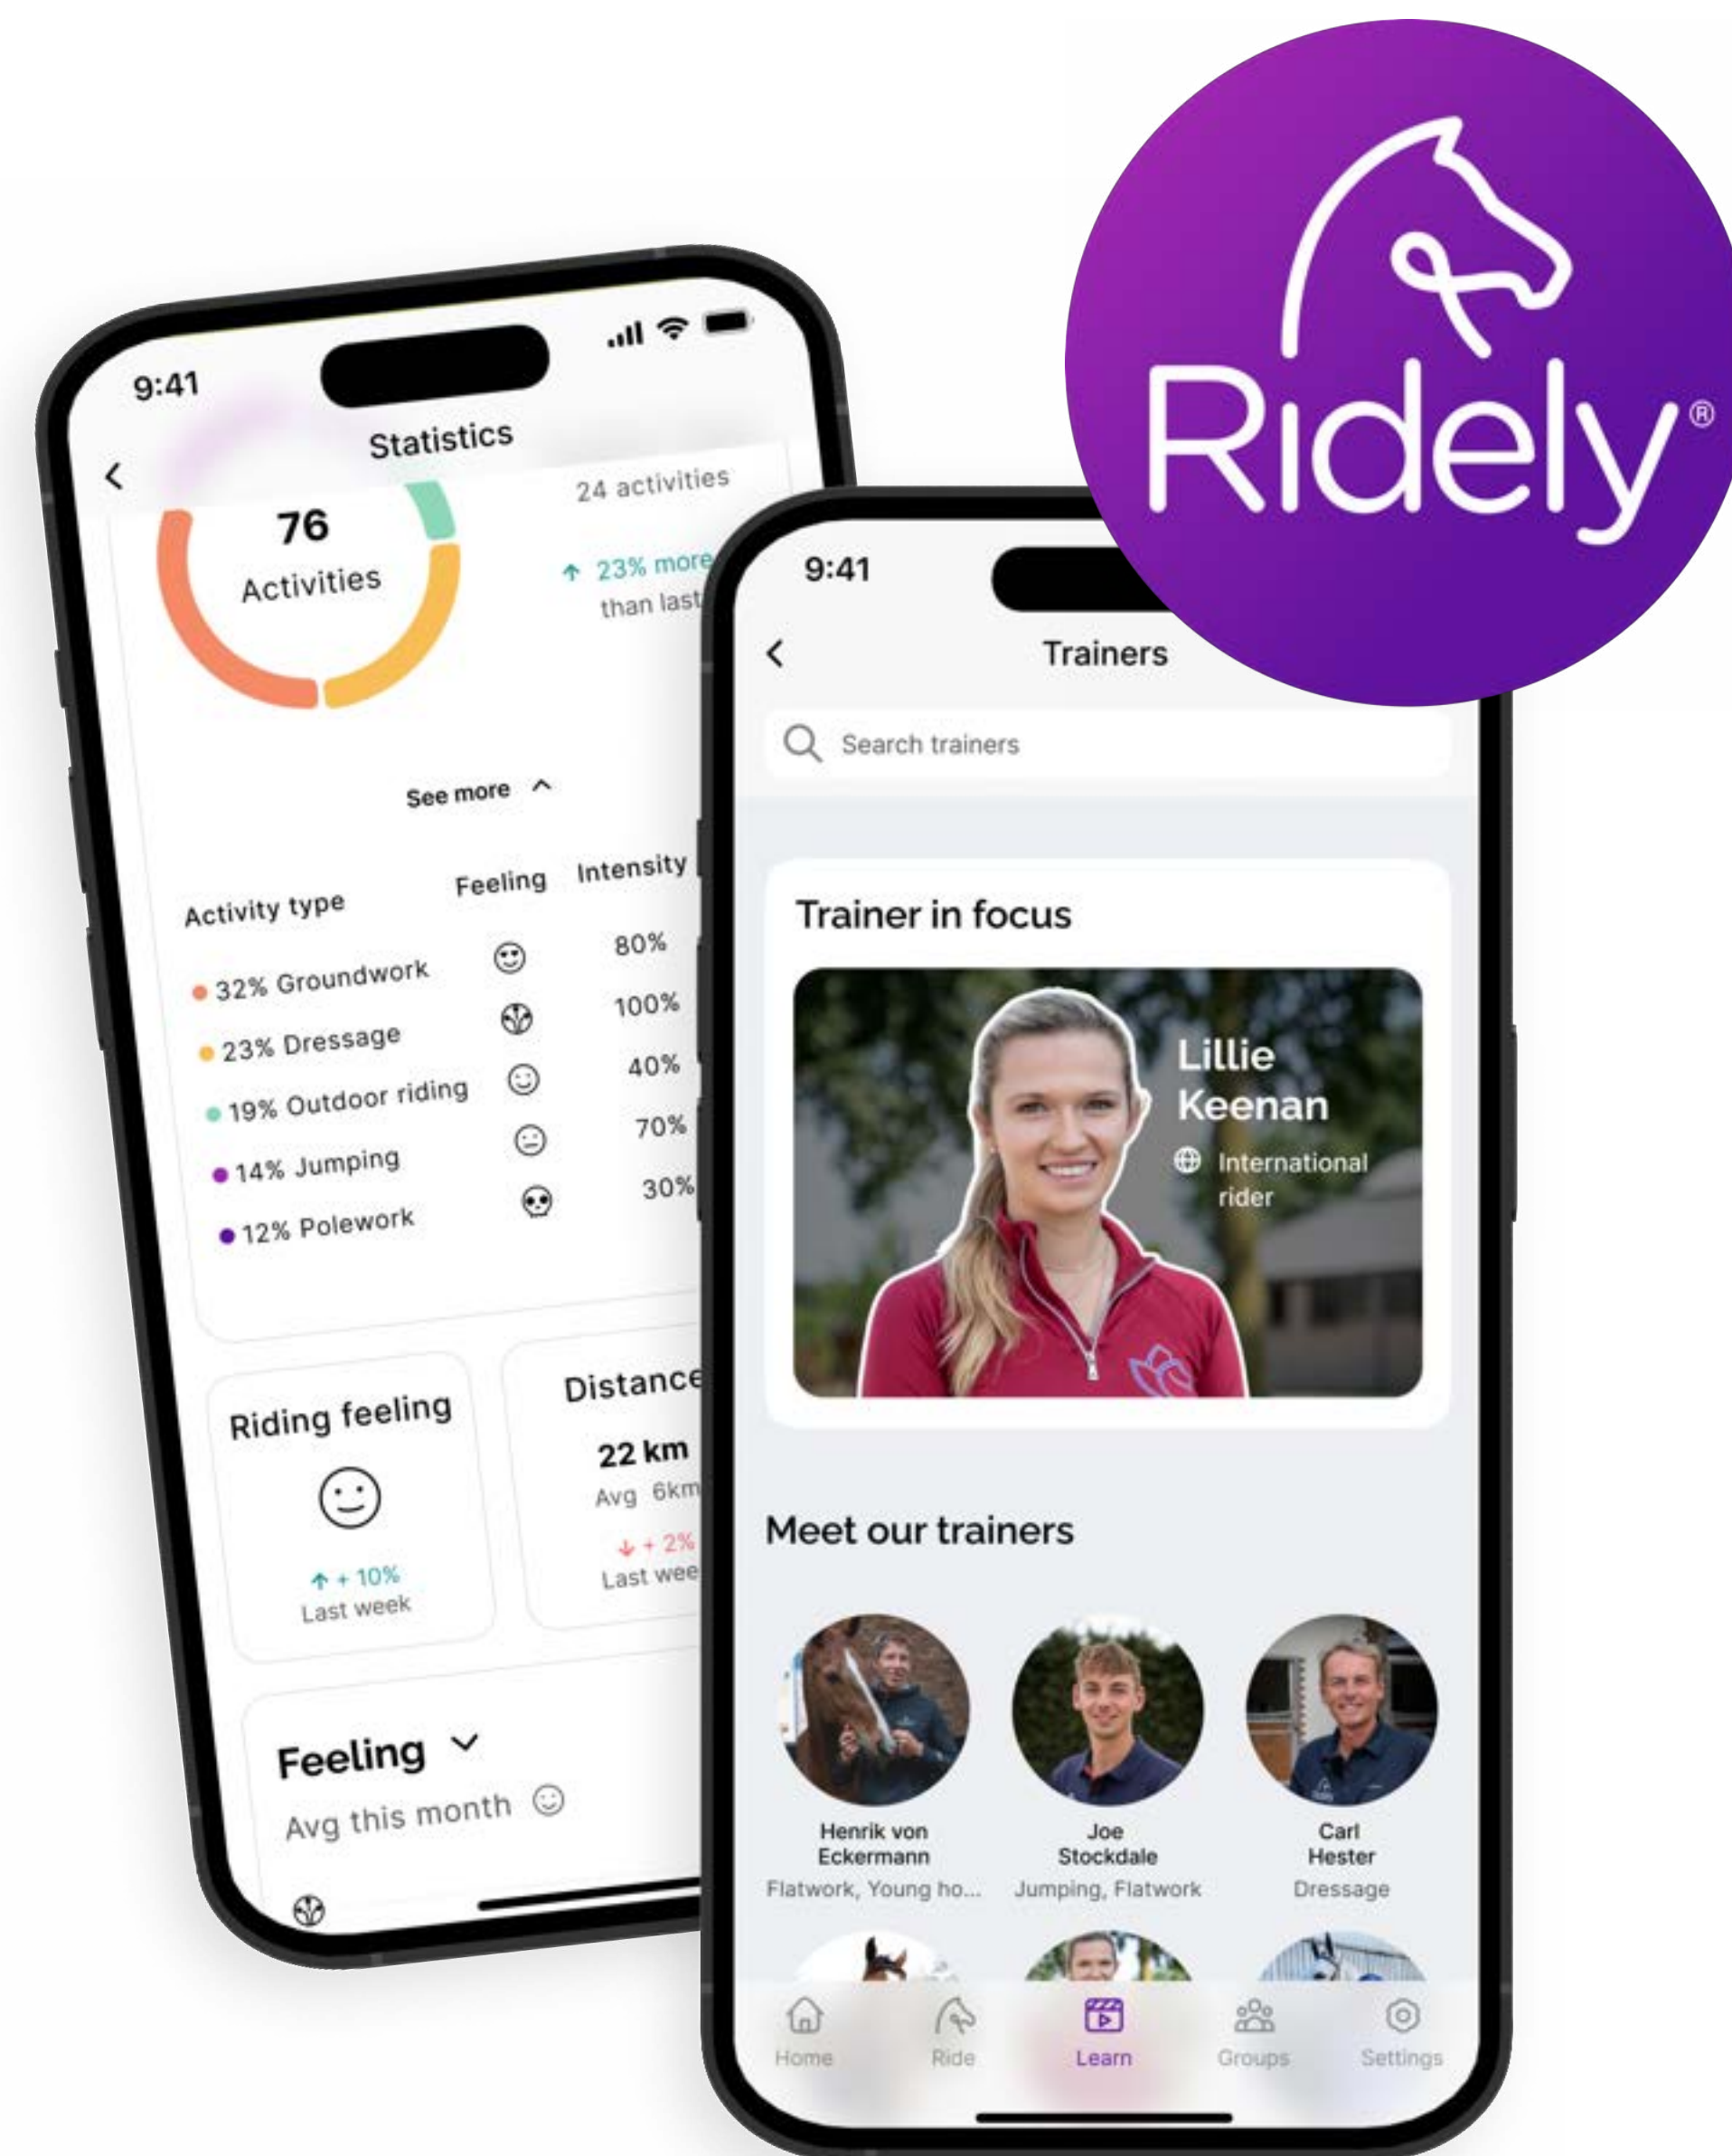 Ridely®
9:41
Statistics
76
Activities
24 activities
23% more
than last
See more
Activity type Feeling Intensity
32% Groundwork 80%
23% Dressage 100%
19% Outdoor riding 40%
14% Jumping 70%
12% Polework 30%
Riding feeling
+ 10%
Last week
Distance
22 km
Avg 6km
+ 2%
Last wee
Feeling
Avg this month
9:41
Trainers
Search trainers
Trainer in focus
Lillie
Keenan
International
rider
Meet our trainers
Henrik von
Eckermann
Flatwork, Young ho...
Joe
Stockdale
Jumping, Flatwork
Carl
Hester
Dressage
Home Ride Learn Groups Settings